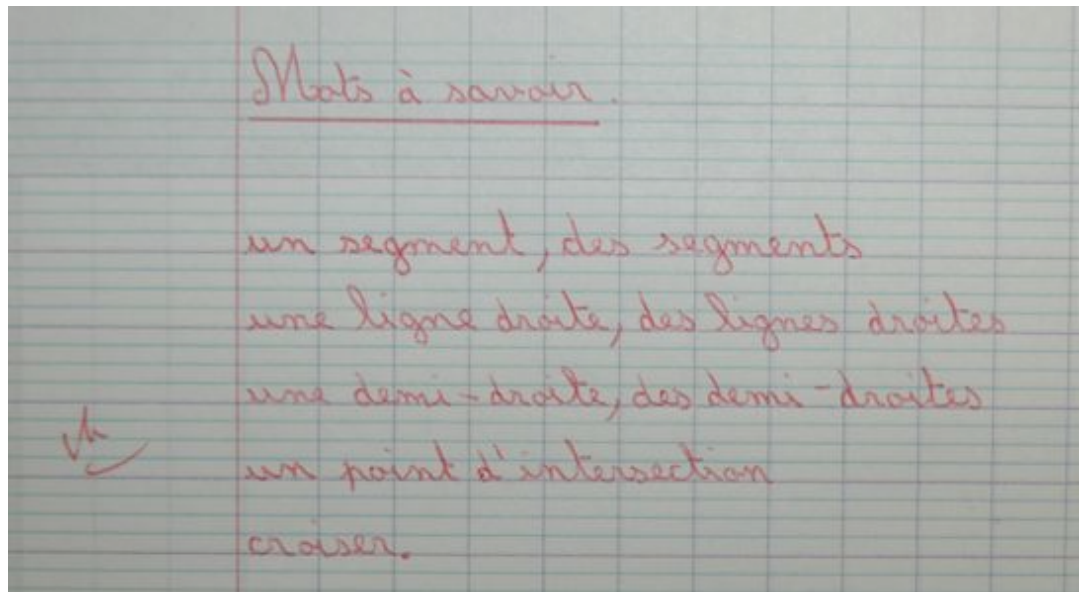 Mots à savoir.
un segment, des segments
une ligne droite, des lignes droites
une demi-droite, des demi-droites
un point d'intersection
croiser.